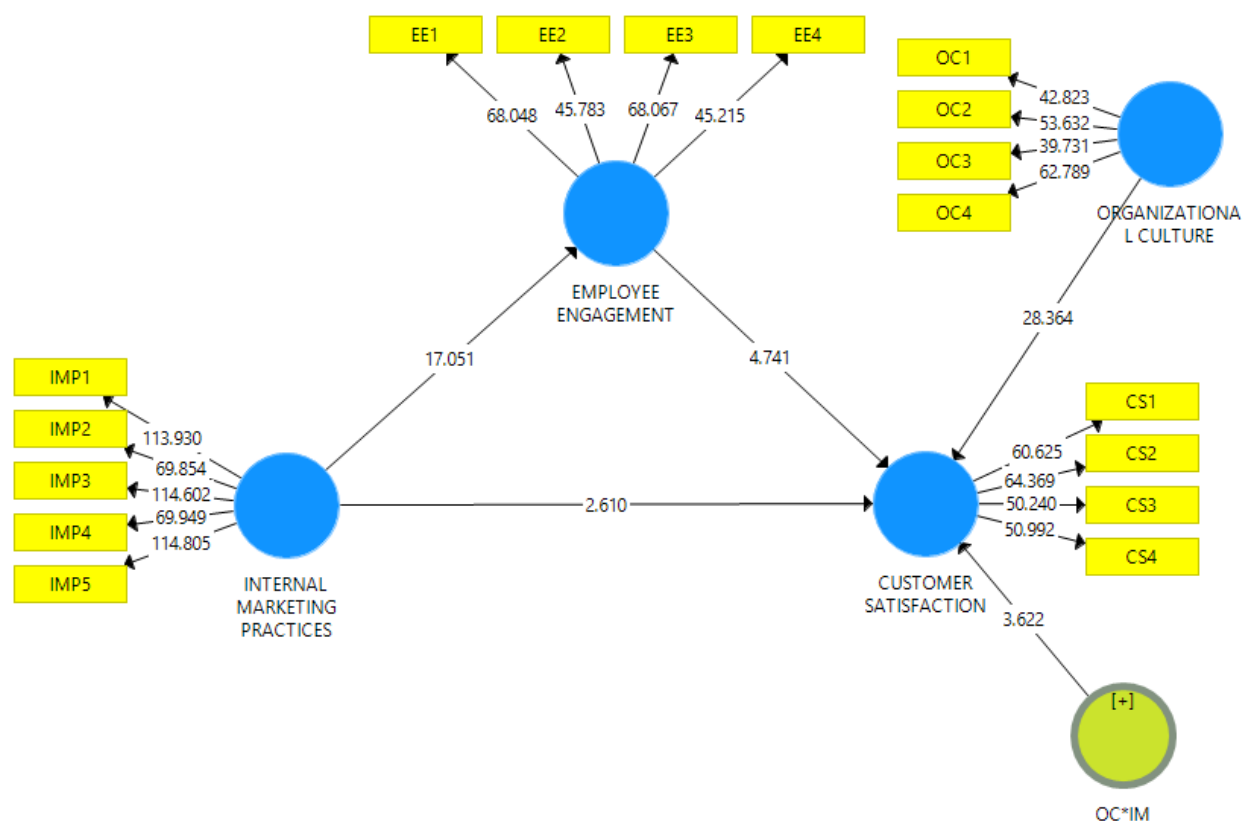 EE1
EE2
EE3
EE4
68.048
45.783
68.067
45.215
OC1
OC2
OC3
OC4
42.823
53.632
39.731
62.789
ORGANIZATIONA
L CULTURE
EMPLOYEE
ENGAGEMENT
17.051
4.741
28.364
IMP1
IMP2
IMP3
IMP4
IMP5
113.930
69.854
114.602
69.949
114.805
INTERNAL
MARKETING
PRACTICES
2.610
CS1
CS2
CS3
CS4
60.625
64.369
50.240
50.992
CUSTOMER
SATISFACTION
3.622
[+]
OC*IM